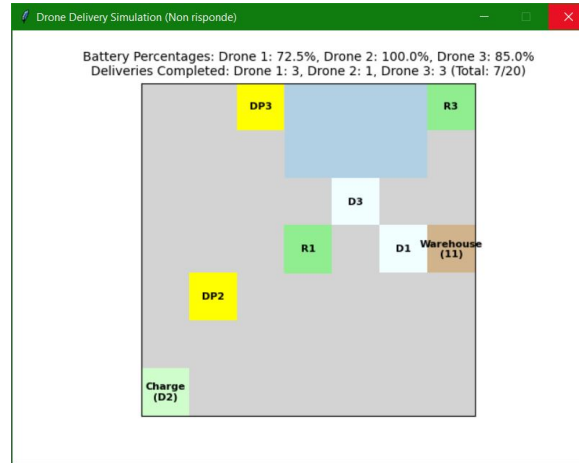 Drone Delivery Simulation (Non risponde)
Battery Percentages: Drone 1: 72.5%, Drone 2: 100.0%, Drone 3: 85.0%
Deliveries Completed: Drone 1: 3, Drone 2: 1, Drone 3: 3 (Total: 7/20)
DP3
R3
D3
R1
D1
Warehouse
(11)
DP2
Charge
(D2)